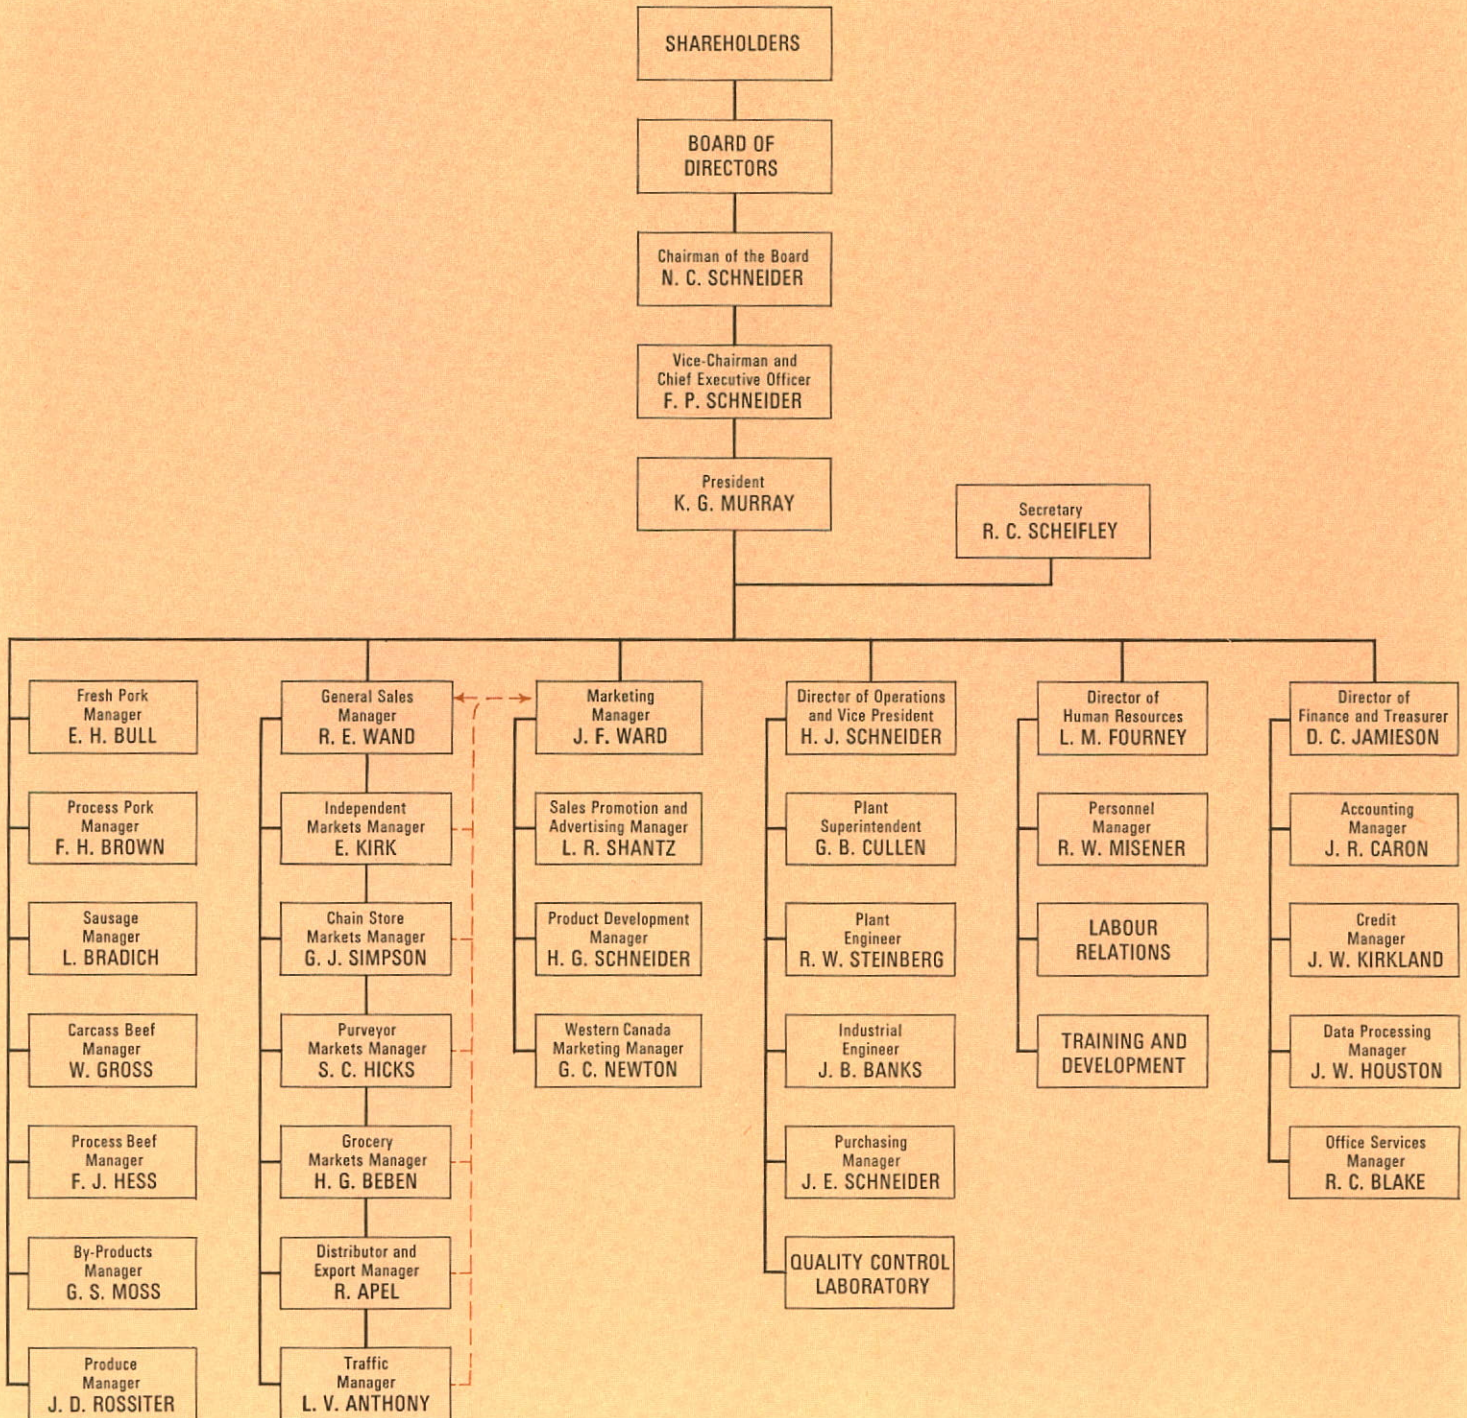 SHAREHOLDERS
BOARD OF
DIRECTORS
Chairman of the Board
N. C. SCHNEIDER
Vice-Chairman and
Chief Executive Officer
F. P. SCHNEIDER
President
K. G. MURRAY
Secretary
R. C. SCHEIFLEY
Fresh Pork
Manager
E. H. BULL
Process Pork
Manager
F. H. BROWN
Sausage
Manager
L. BRADICH
Carcass Beef
Manager
W. GROSS
Process Beef
Manager
F. J. HESS
By-Products
Manager
G. S. MOSS
Produce
Manager
J. D. ROSSITER
General Sales
Manager
R. E. WAND
Independent
Markets Manager
E. KIRK
Chain Store
Markets Manager
G. J. SIMPSON
Purveyor
Markets Manager
S. C. HICKS
Grocery
Markets Manager
H. G. BEBEN
Distributor and
Export Manager
R. APEL
Traffic
Manager
L. V. ANTHONY
Marketing
Manager
J. F. WARD
Sales Promotion and
Advertising Manager
L. R. SHANTZ
Product Development
Manager
H. G. SCHNEIDER
Western Canada
Marketing Manager
G. C. NEWTON
Director of Operations
and Vice President
H. J. SCHNEIDER
Plant
Superintendent
G. B. CULLEN
Plant
Engineer
R. W. STEINBERG
Industrial
Engineer
J. B. BANKS
Purchasing
Manager
J. E. SCHNEIDER
QUALITY CONTROL
LABORATORY
Director of
Human Resources
L. M. FOURNEY
Personnel
Manager
R. W. MISENER
LABOUR
RELATIONS
TRAINING AND
DEVELOPMENT
Director of
Finance and Treasurer
D. C. JAMIESON
Accounting
Manager
J. R. CARON
Credit
Manager
J. W. KIRKLAND
Data Processing
Manager
J. W. HOUSTON
Office Services
Manager
R. C. BLAKE